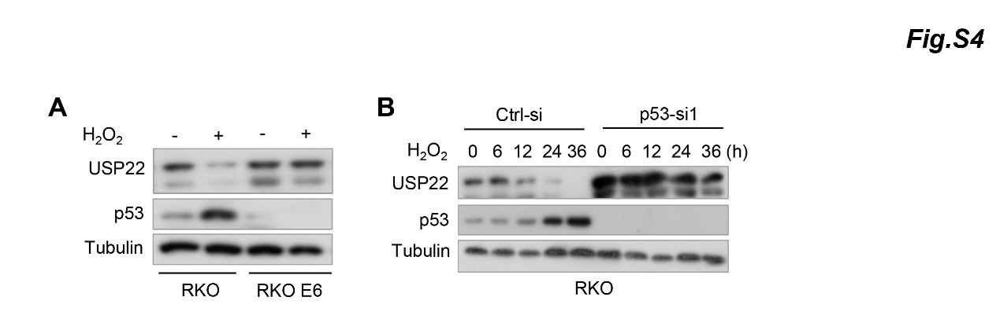 Fig.S4
A
H₂O₂ - + - +
USP22
p53
Tubulin
RKO RKO E6
B
Ctrl-si p53-si1
H₂O₂ 0 6 12 24 36 0 6 12 24 36 (h)
USP22
p53
Tubulin
RKO